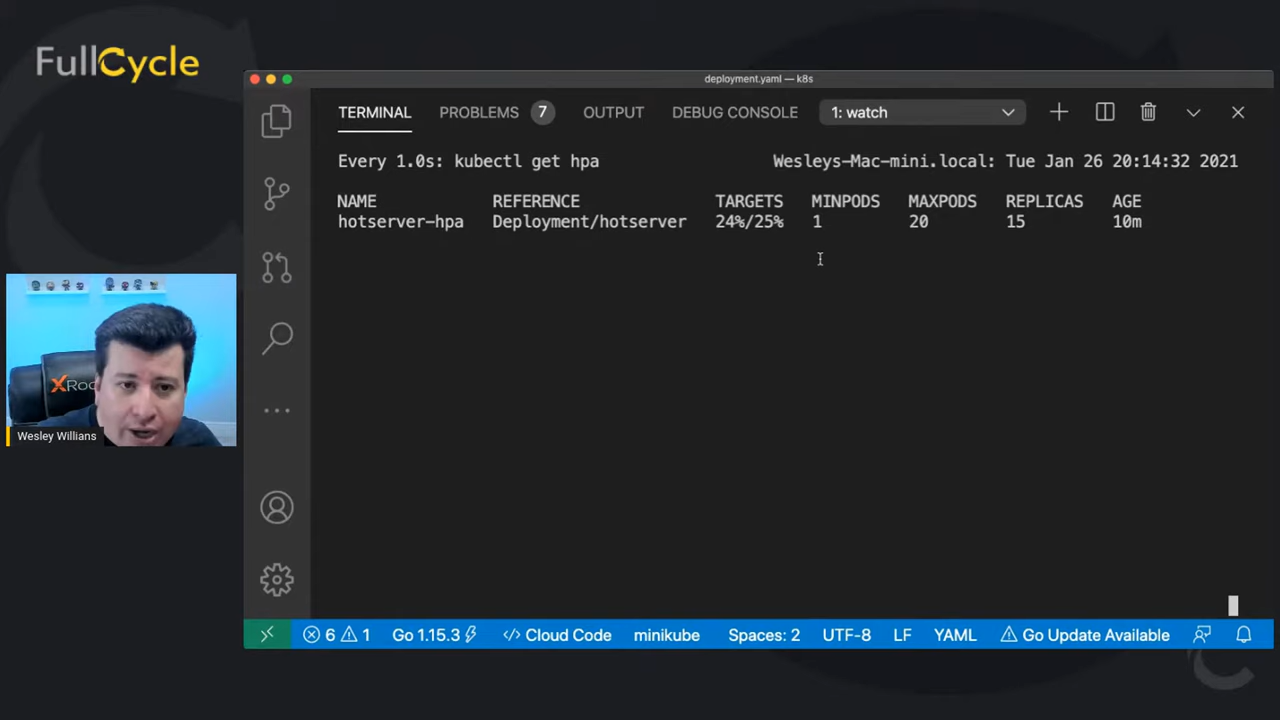 FullCycle
deployment.yaml — k8s
TERMINAL PROBLEMS 7 OUTPUT DEBUG CONSOLE 1: watch
Every 1.0s: kubectl get hpa Wesleys-Mac-mini.local: Tue Jan 26 20:14:32 2021
NAME REFERENCE TARGETS MINPODS MAXPODS REPLICAS AGE
hotserver-hpa Deployment/hotserver 24%/25% 1 20 15 10m
Wesley Willians
6 1 Go 1.15.3 Cloud Code minikube Spaces: 2 UTF-8 LF YAML Go Update Available